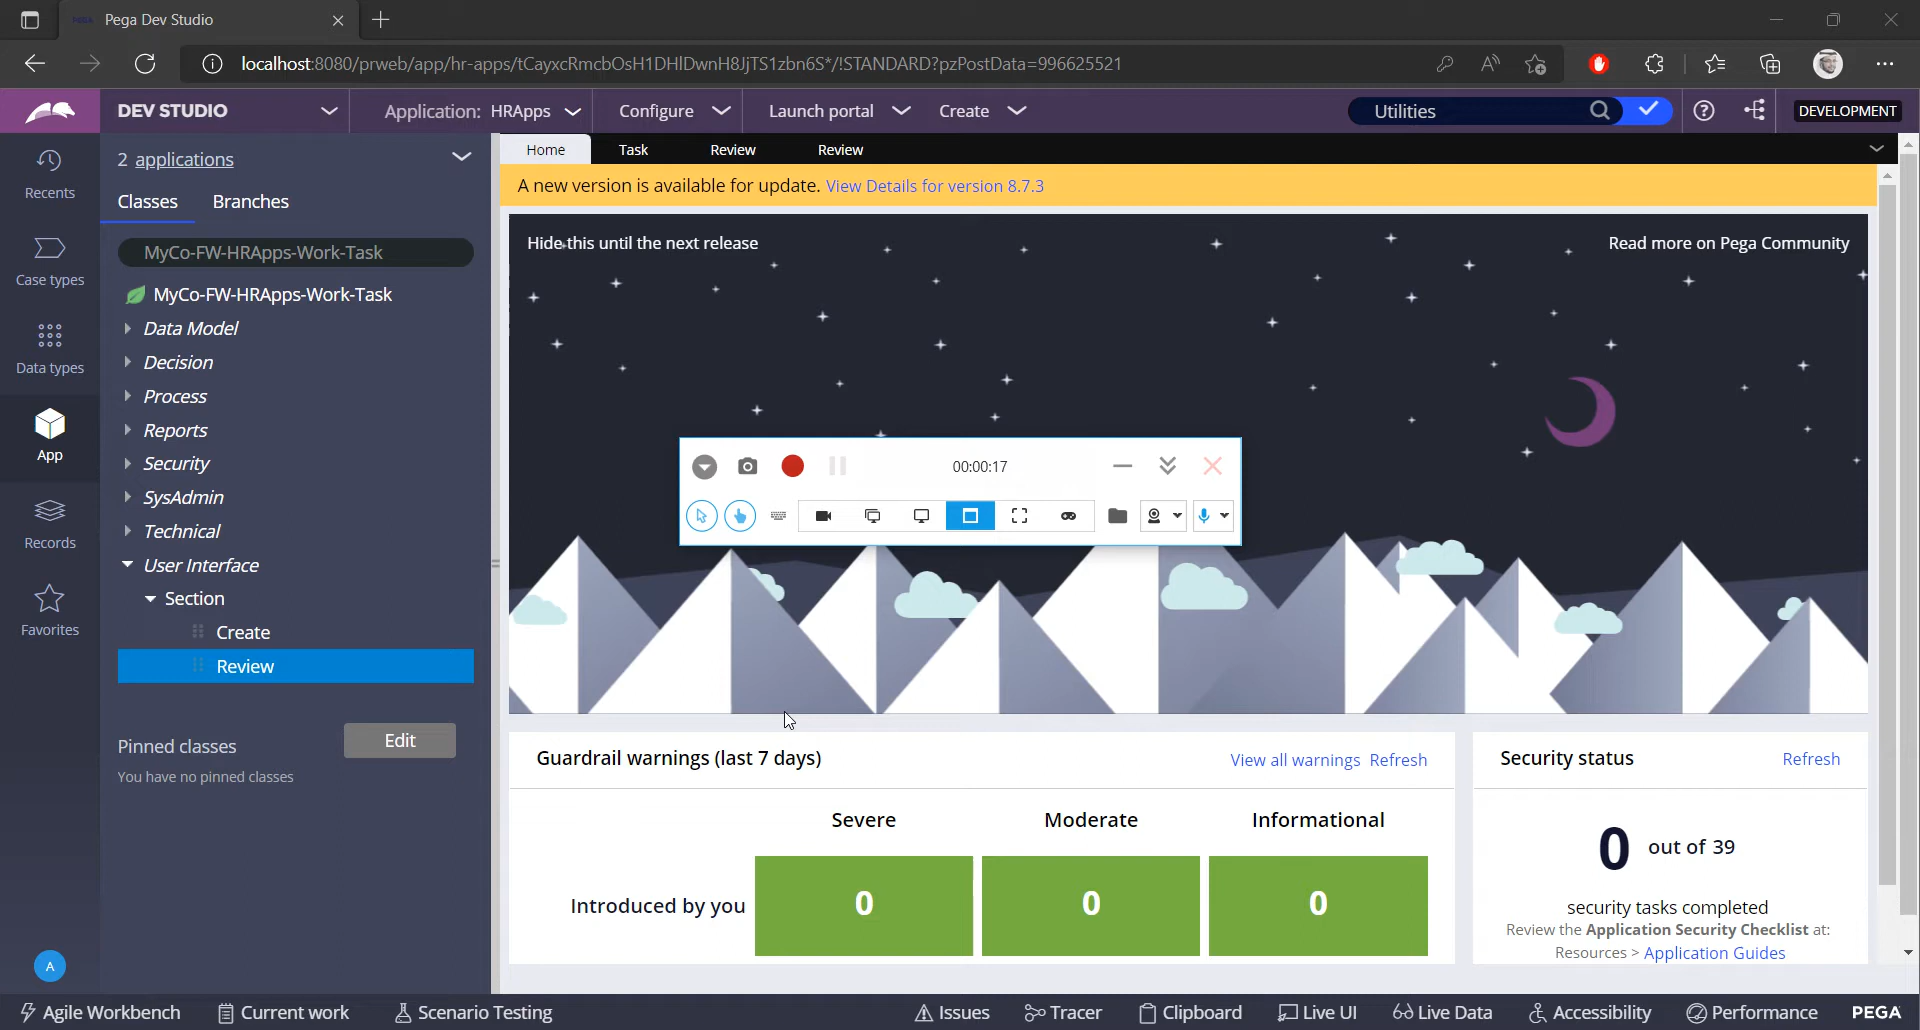 Pega Dev Studio
localhost:8080/prweb/app/hr-apps/tCayxcRmcbOsH1DHlDwnH8JjTS1zbn6S*/!STANDARD?pzPostData=996625521
DEV STUDIO
Application: HRApps
Configure
Launch portal
Create
Utilities
DEVELOPMENT
Recents
Case types
Data types
App
Records
Favorites
A
2 applications
Classes Branches
MyCo-FW-HRApps-Work-Task
MyCo-FW-HRApps-Work-Task
Data Model
Decision
Process
Reports
Security
SysAdmin
Technical
User Interface
Section
Create
Review
Pinned classes
Edit
You have no pinned classes
Home Task Review Review
A new version is available for update. View Details for version 8.7.3
Hide this until the next release
Read more on Pega Community
00:00:17
Guardrail warnings (last 7 days)
View all warnings Refresh
Severe Moderate Informational
Introduced by you 0 0 0
Security status
Refresh
0 out of 39
security tasks completed
Review the Application Security Checklist at:
Resources > Application Guides
Agile Workbench Current work Scenario Testing Issues Tracer Clipboard Live UI Live Data Accessibility Performance PEGA